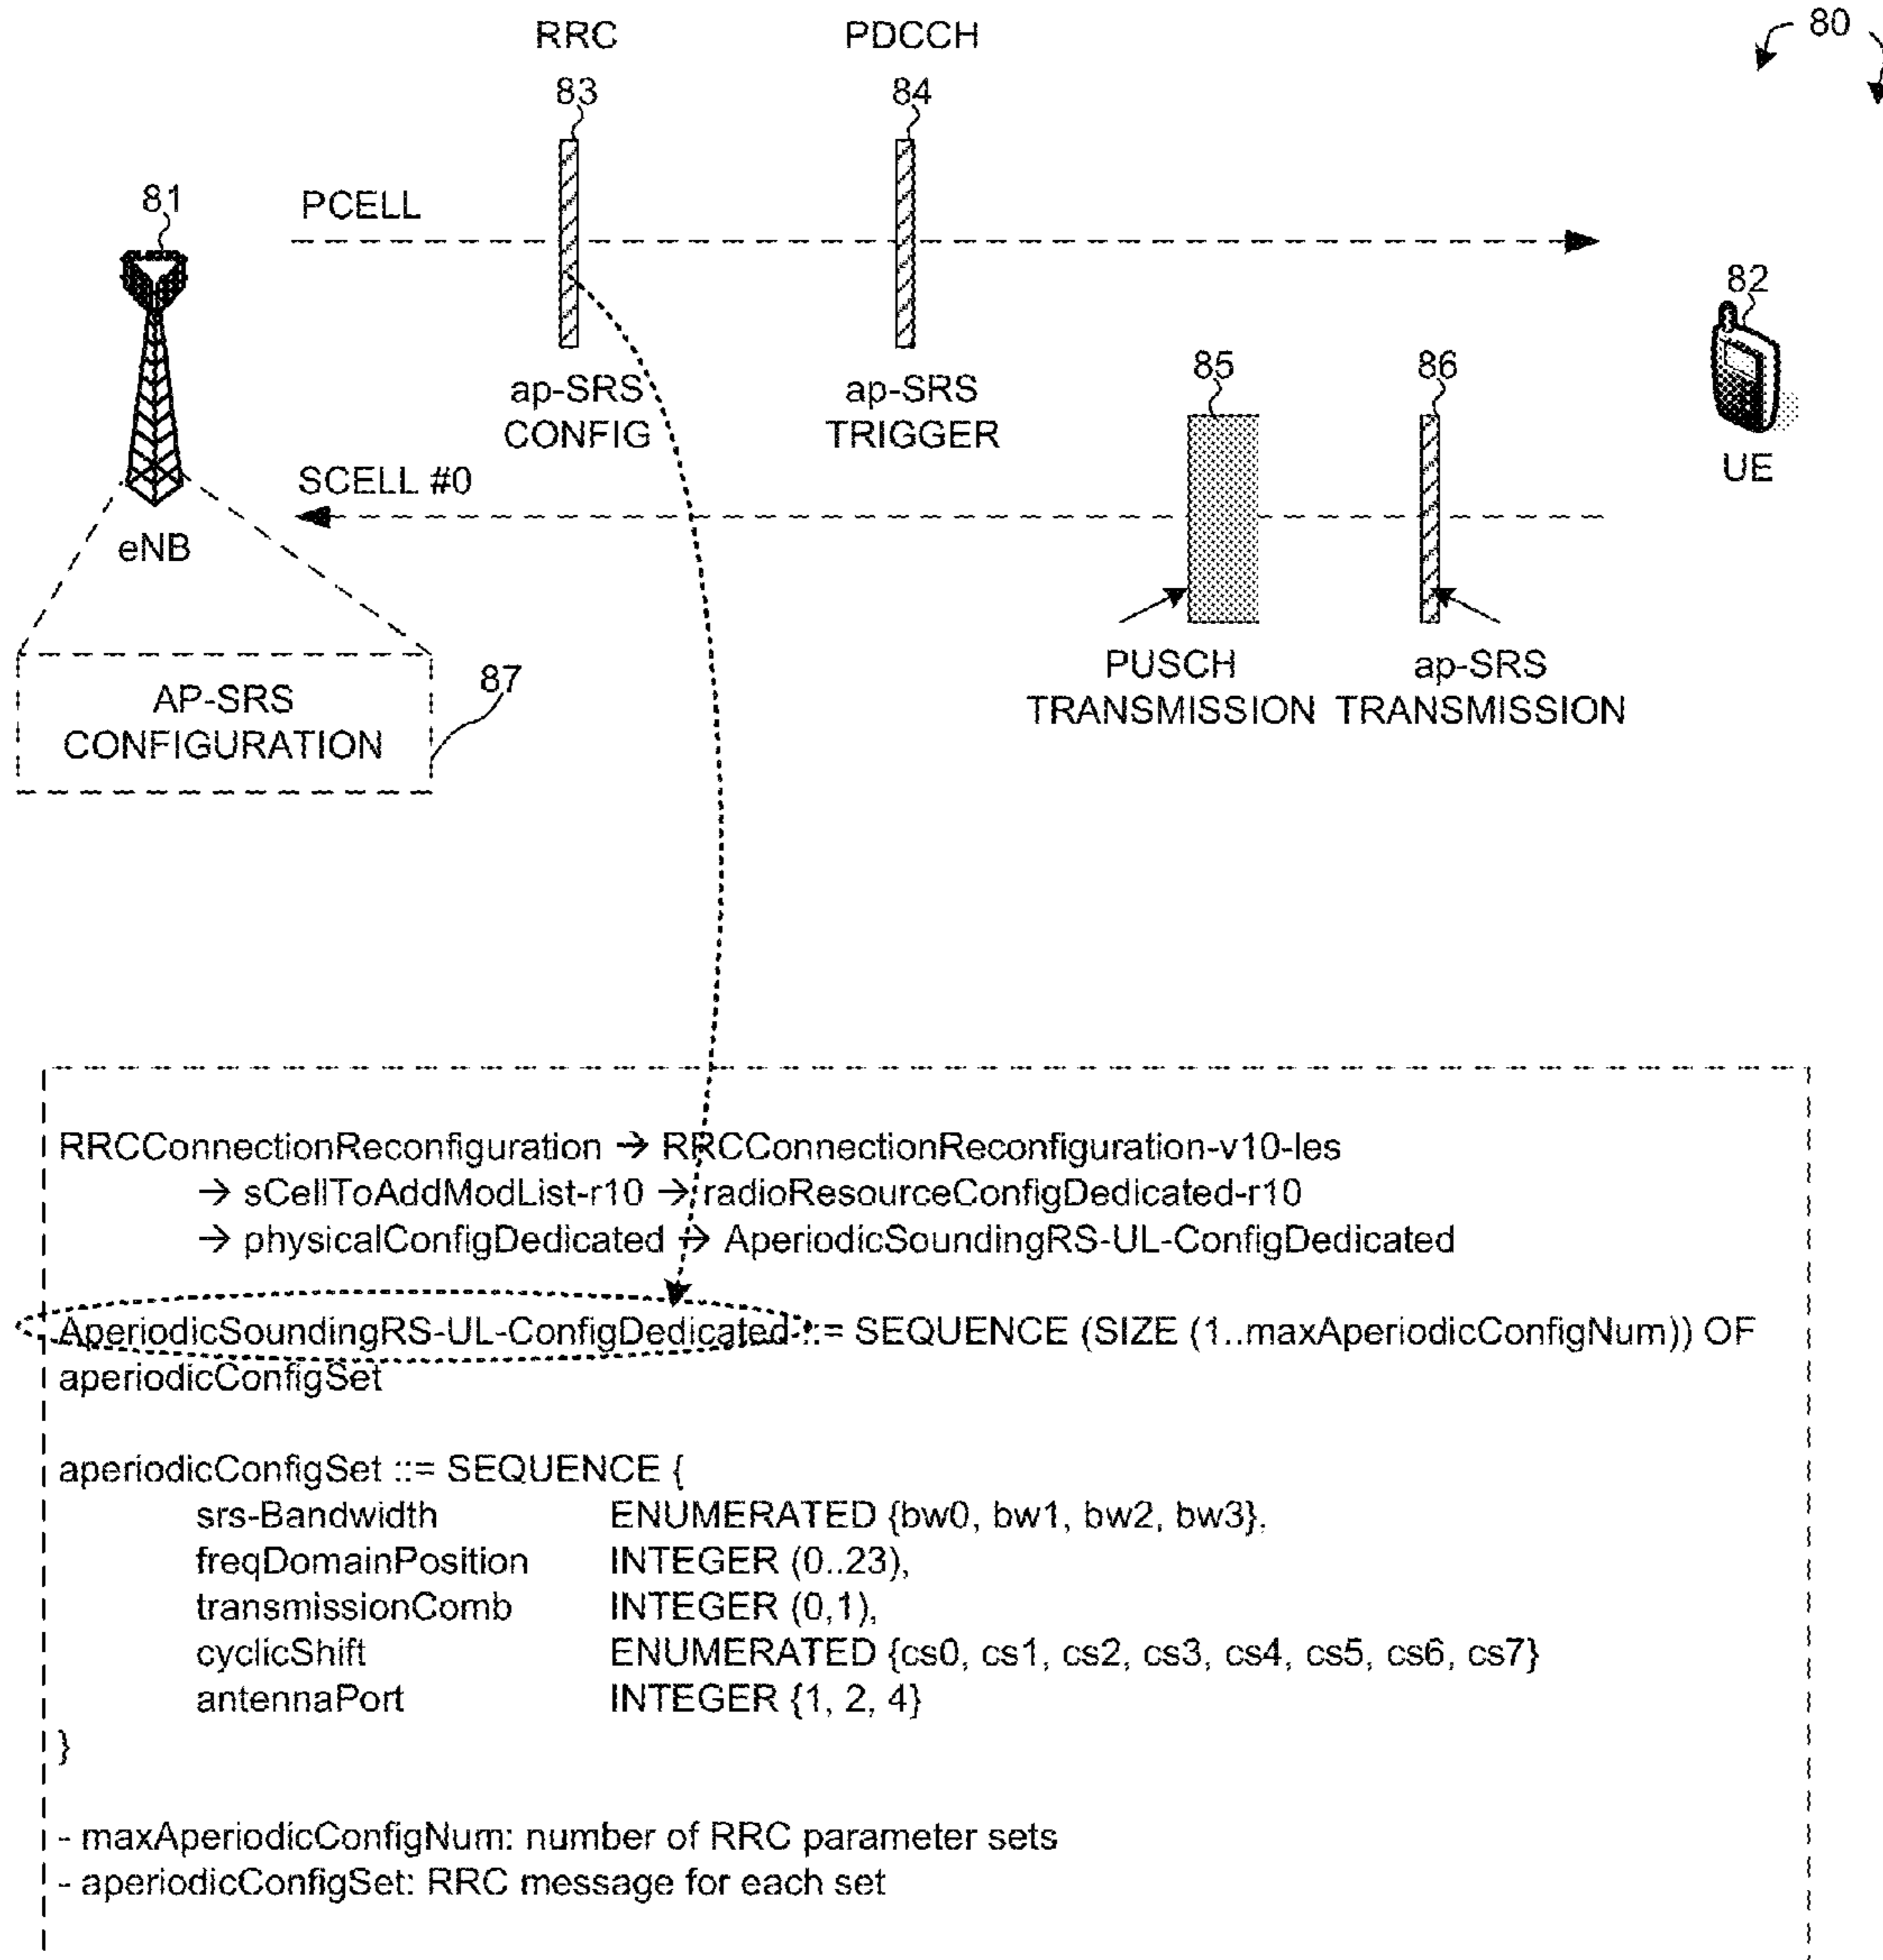 80
RRC
PDCCH
83
84
81
PCELL
82
ap-SRS
CONFIG
ap-SRS
TRIGGER
85
86
UE
SCELL #0
eNB
AP-SRS
CONFIGURATION
87
PUSCH
TRANSMISSION
ap-SRS
TRANSMISSION
RRCConnectionReconfiguration → RRCConnectionReconfiguration-v10-Ies
→ sCellToAddModList-r10 → radioResourceConfigDedicated-r10
→ physicalConfigDedicated → AperiodicSoundingRS-UL-ConfigDedicated
AperiodicSoundingRS-UL-ConfigDedicated ::= SEQUENCE (SIZE (1..maxAperiodicConfigNum)) OF
aperiodicConfigSet
aperiodicConfigSet ::= SEQUENCE {
srs-Bandwidth ENUMERATED {bw0, bw1, bw2, bw3},
freqDomainPosition INTEGER (0..23),
transmissionComb INTEGER (0,1),
cyclicShift ENUMERATED {cs0, cs1, cs2, cs3, cs4, cs5, cs6, cs7}
antennaPort INTEGER {1, 2, 4}
}
- maxAperiodicConfigNum: number of RRC parameter sets
- aperiodicConfigSet: RRC message for each set